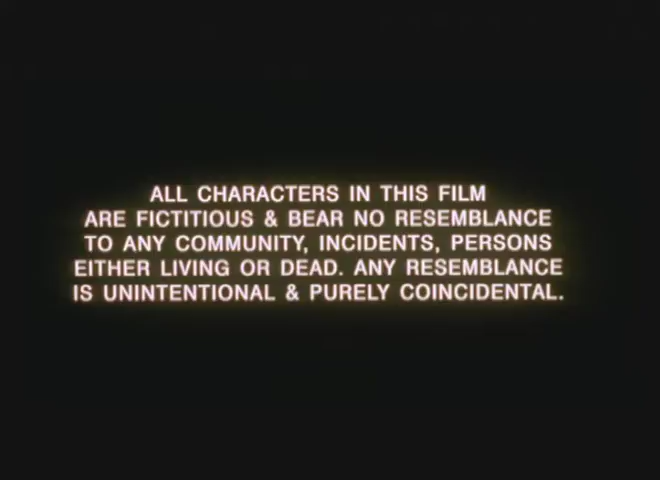 ALL CHARACTERS IN THIS FILM
ARE FICTITIOUS & BEAR NO RESEMBLANCE
TO ANY COMMUNITY, INCIDENTS, PERSONS
EITHER LIVING OR DEAD. ANY RESEMBLANCE
IS UNINTENTIONAL & PURELY COINCIDENTAL.